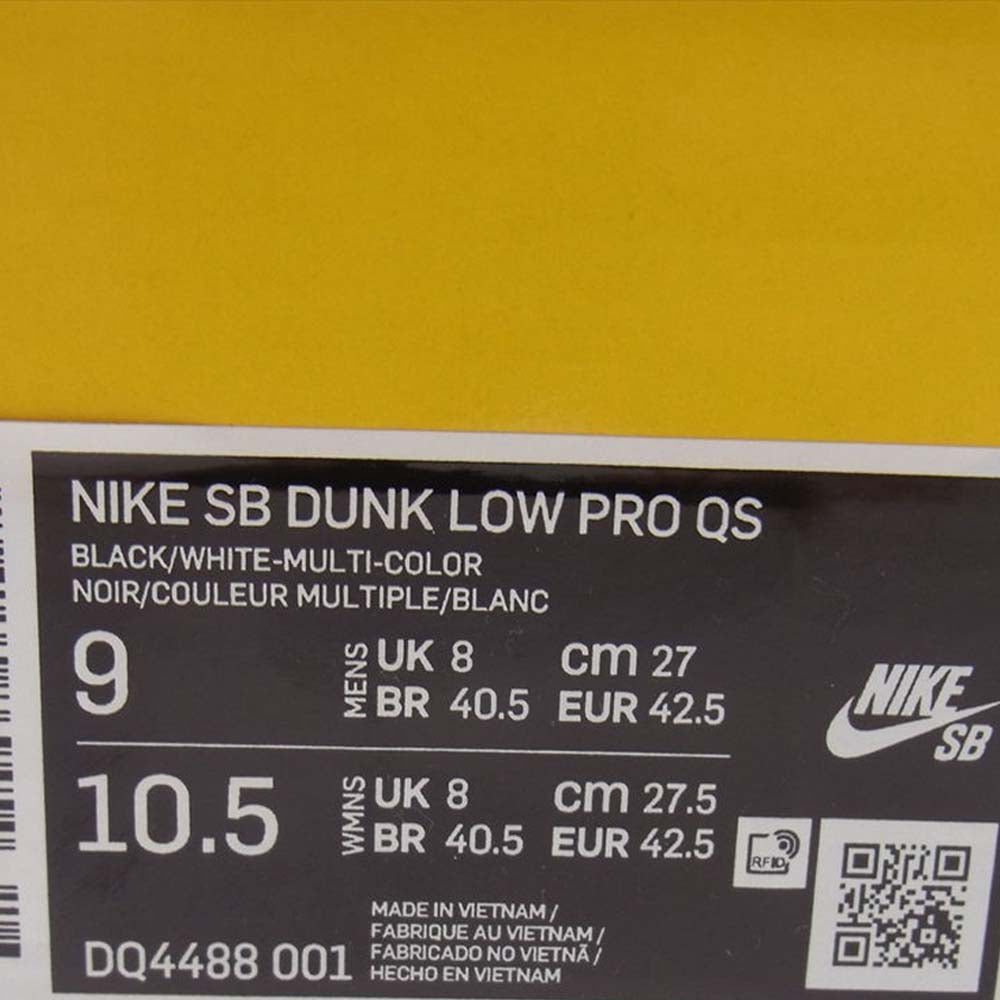 NIKE SB DUNK LOW PRO QS
BLACK/WHITE-MULTI-COLOR
NOIR/COULEUR MULTIPLE/BLANC
9 MENS UK 8 cm 27
BR 40.5 EUR 42.5
NIKE
SB
10.5 WMNS UK 8 cm 27.5
BR 40.5 EUR 42.5
RFID
MADE IN VIETNAM /
FABRIQUE AU VIETNAM /
FABRICADO NO VIETNÃ /
HECHO EN VIETNAM
DQ4488 001